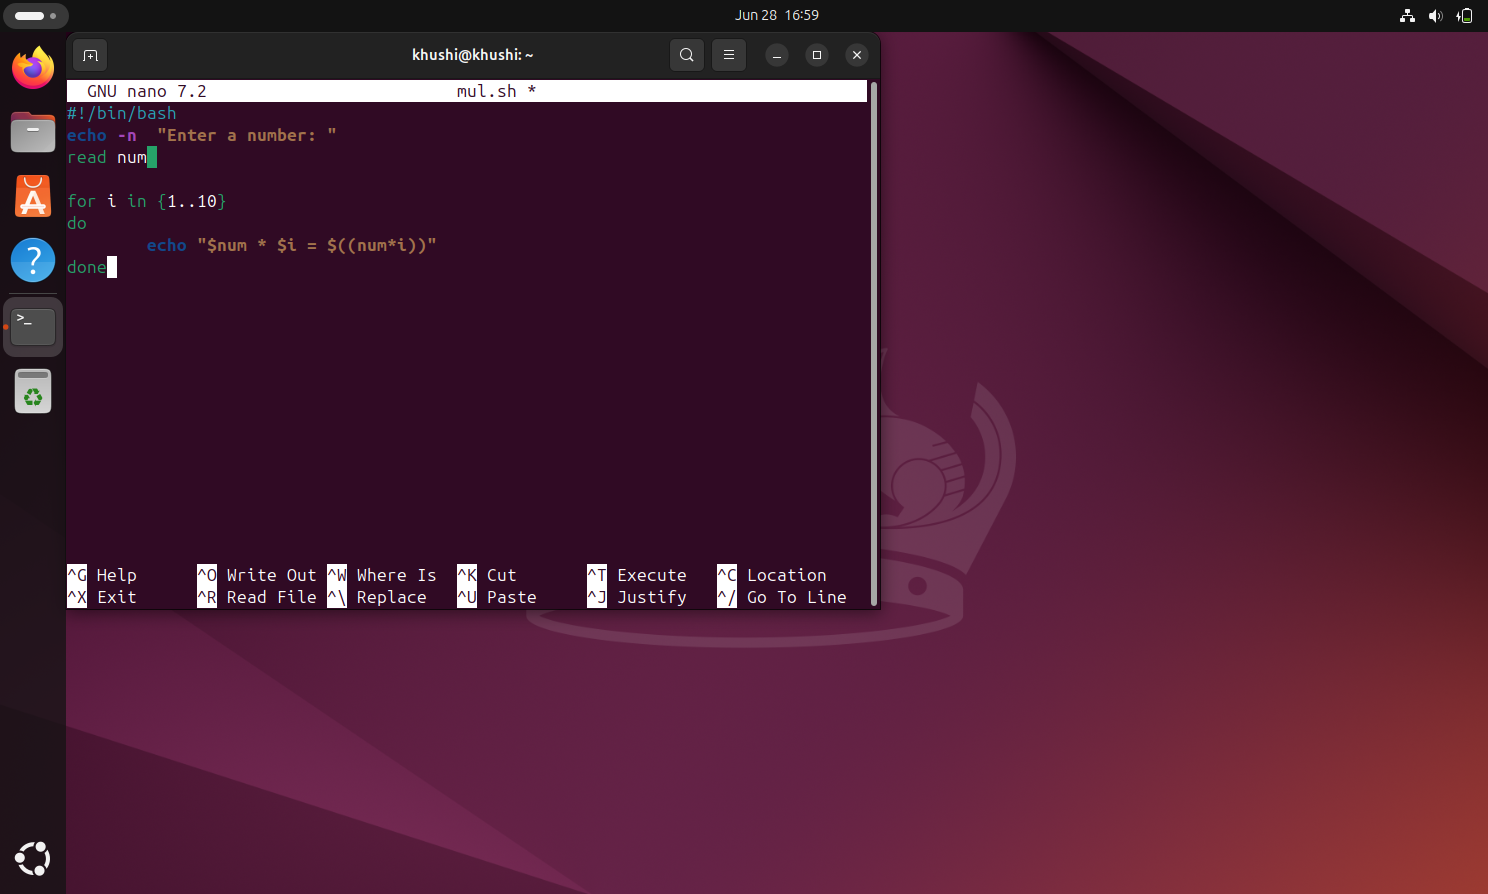 Jun 28 16:59
khushi@khushi: ~
GNU nano 7.2 mul.sh *
#!/bin/bash
echo -n  "Enter a number: "
read num
for i in {1..10}
do
        echo "$num * $i = $((num*i))"
done
^G Help ^O Write Out ^W Where Is ^K Cut ^T Execute ^C Location
^X Exit ^R Read File ^\ Replace ^U Paste ^J Justify ^/ Go To Line